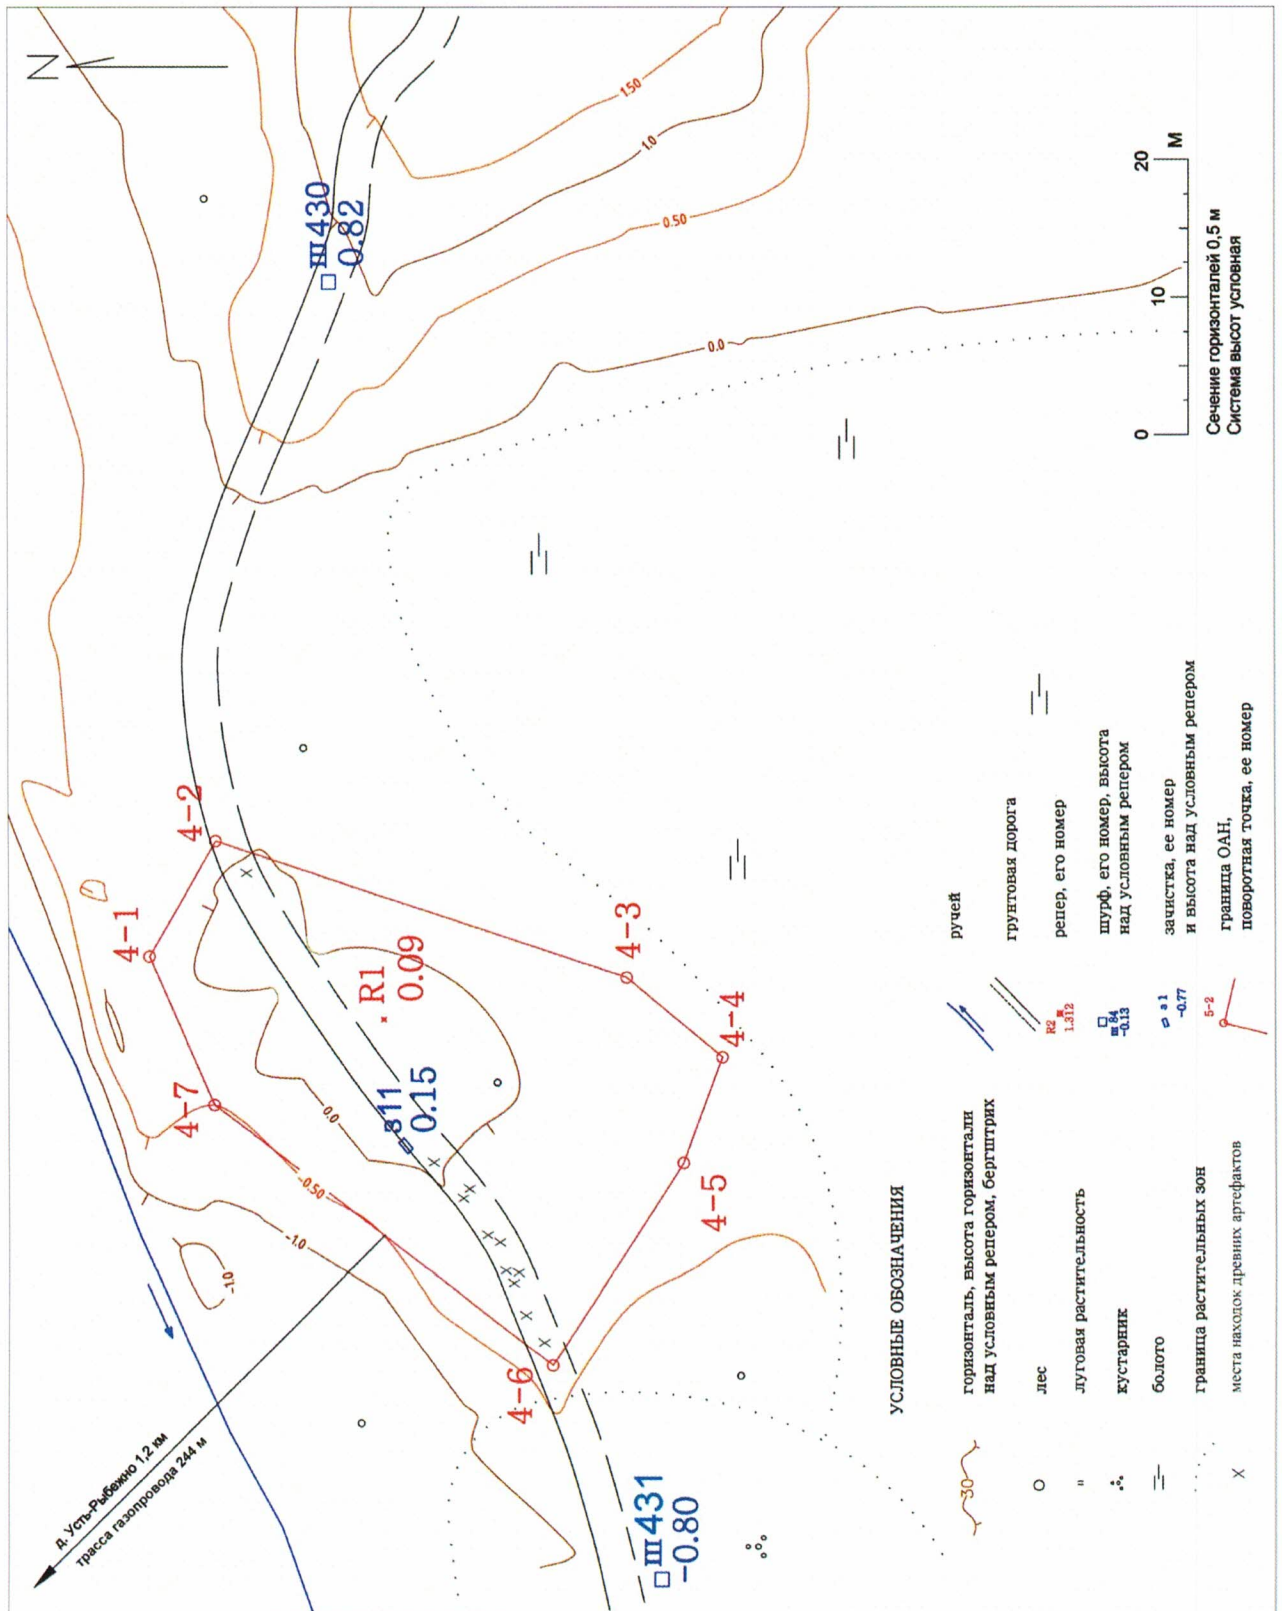 N
д. Усть-Рыбежно 1,2 км
трасса газопровода 244 м
4-1
4-2
4-3
4-4
4-5
4-6
4-7
R1
0.09
з11
0.15
ш430
0.82
ш431
-0.80
1.50
1.0
0.50
0.0
0.0
-0.50
-1.0
-1.0
0
10
20
М
Сечение горизонталей 0,5 м
Система высот условная
УСЛОВНЫЕ ОБОЗНАЧЕНИЯ
30
горизонталь, высота горизонтали
над условным репером, бергштрих
лес
луговая растительность
кустарник
болото
граница растительных зон
места находок древних артефактов
ручей
грунтовая дорога
R2
1.312
репер, его номер
ш 84
-0.13
шурф, его номер, высота
над условным репером
з 1
-0.77
зачистка, ее номер
и высота над условным репером
5-2
граница ОАН,
поворотная точка, ее номер